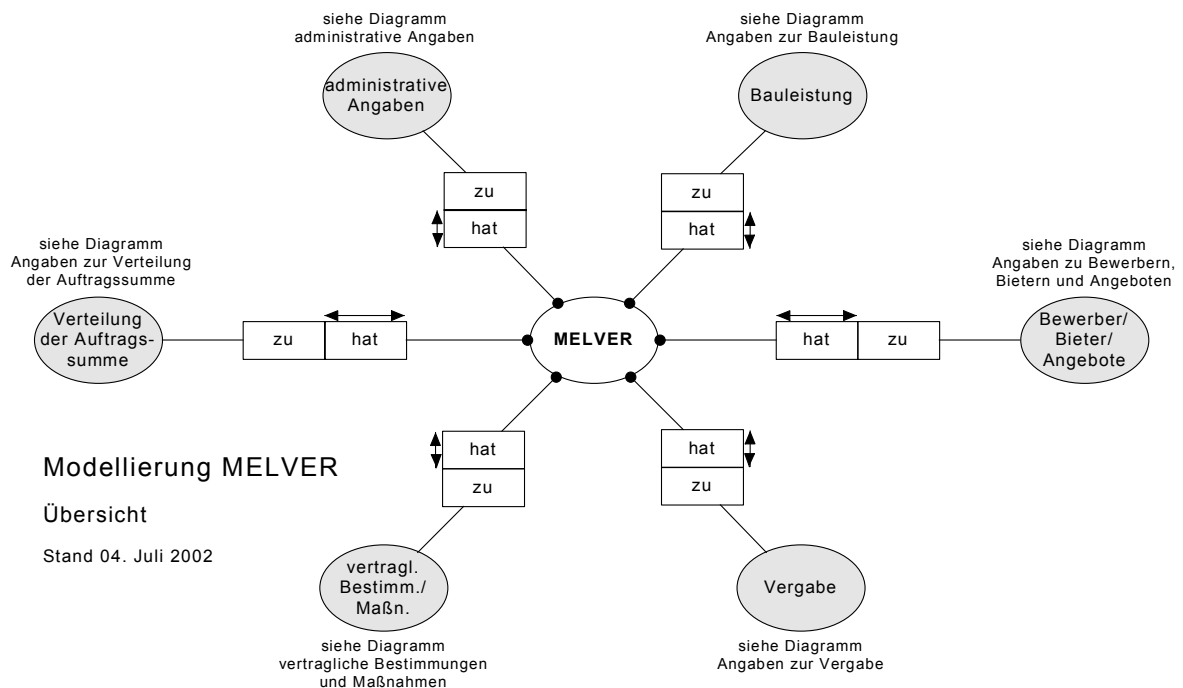 siehe Diagramm
administrative Angaben
administrative
Angaben
siehe Diagramm
Angaben zur Bauleistung
Bauleistung
zu
hat
zu
hat
siehe Diagramm
Angaben zur Verteilung
der Auftragssumme
Verteilung
der Auftrags-
summe
zu
hat
MELVER
hat
zu
siehe Diagramm
Angaben zu Bewerbern,
Bietern und Angeboten
Bewerber/
Bieter/
Angebote
hat
zu
hat
zu
Modellierung MELVER
Übersicht
Stand 04. Juli 2002
vertragl.
Bestimm./
Maßn.
siehe Diagramm
vertragliche Bestimmungen
und Maßnahmen
Vergabe
siehe Diagramm
Angaben zur Vergabe